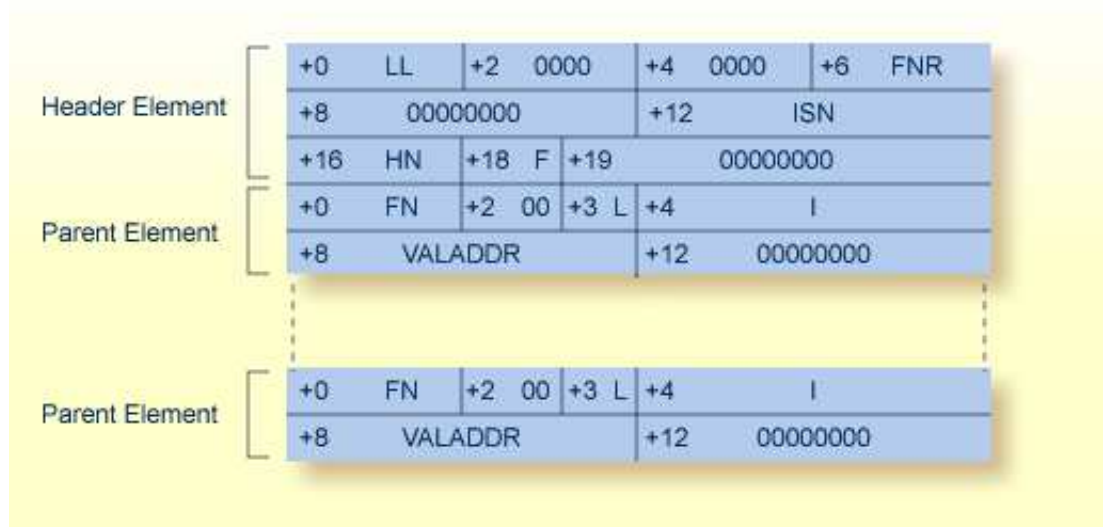 +0 LL +2 0000 +4 0000 +6 FNR
Header Element
+8 00000000 +12 ISN
+16 HN +18 F +19 00000000
+0 FN +2 00 +3 L +4 I
Parent Element
+8 VALADDR +12 00000000
+0 FN +2 00 +3 L +4 I
Parent Element
+8 VALADDR +12 00000000